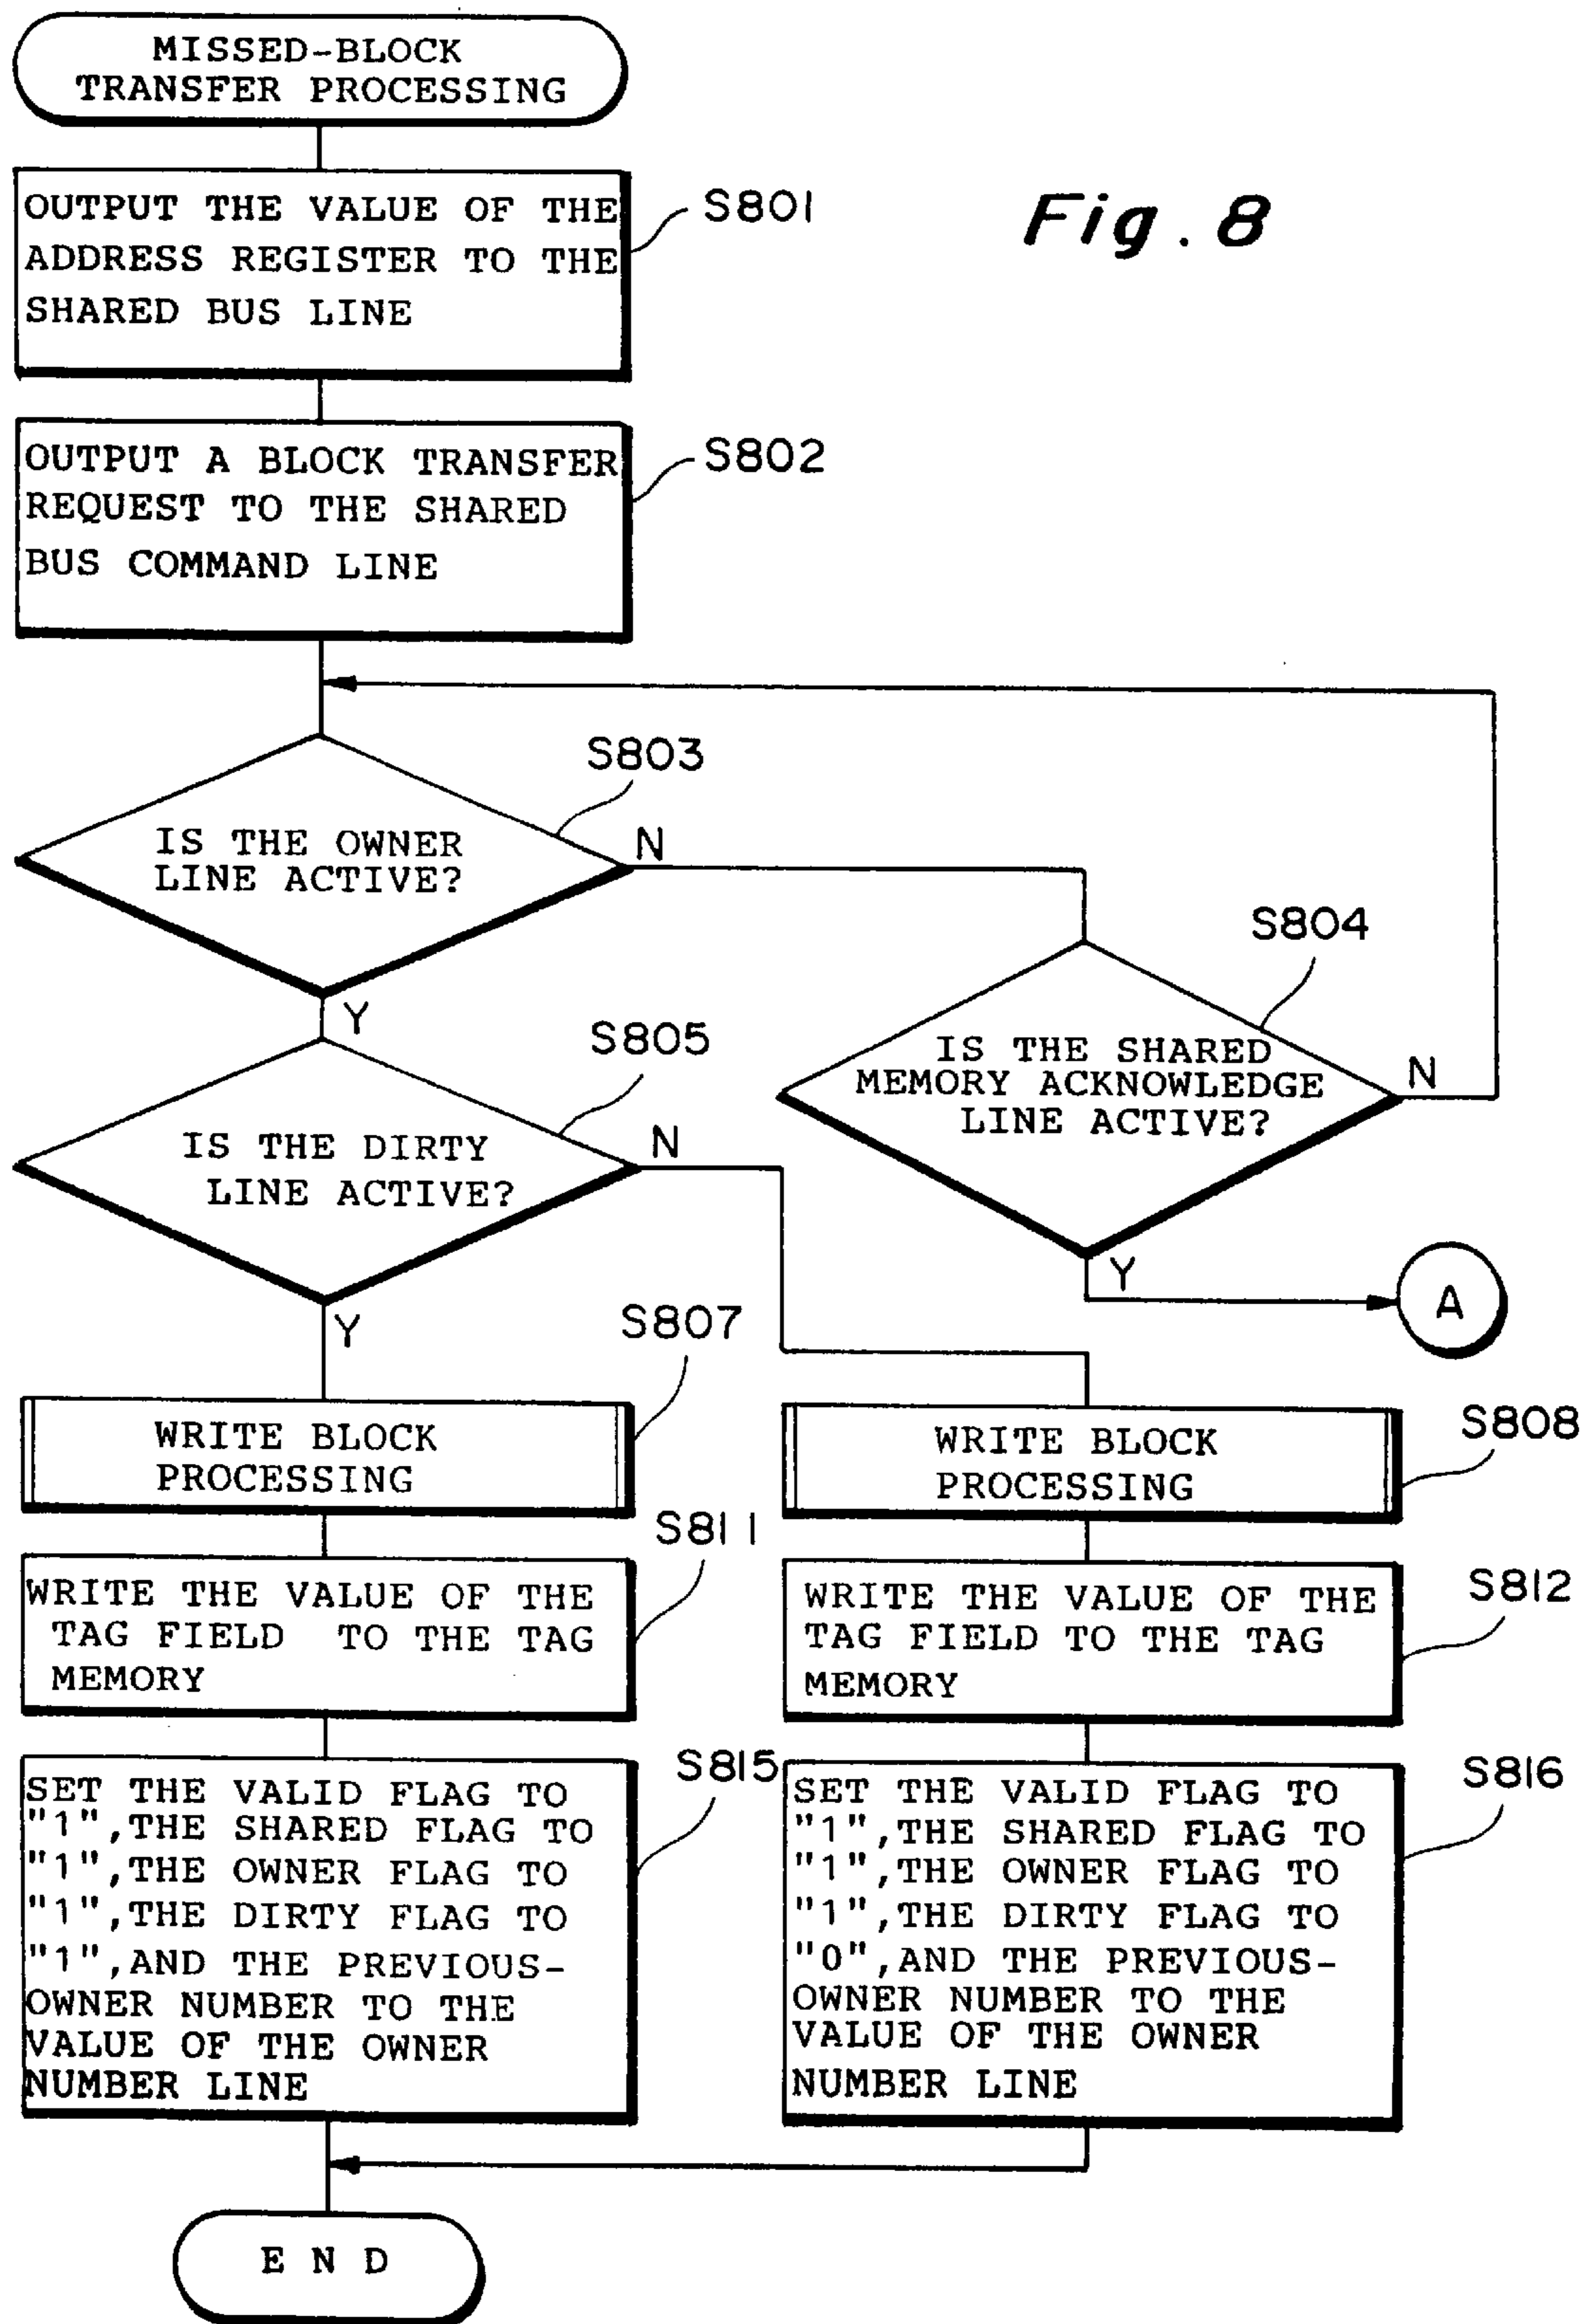 MISSED-BLOCK
TRANSFER PROCESSING
OUTPUT THE VALUE OF THE
ADDRESS REGISTER TO THE
SHARED BUS LINE
S801
Fig. 8
OUTPUT A BLOCK TRANSFER
REQUEST TO THE SHARED
BUS COMMAND LINE
S802
S803
IS THE OWNER
LINE ACTIVE?
N
Y
S804
IS THE SHARED
MEMORY ACKNOWLEDGE
LINE ACTIVE?
N
Y
A
S805
IS THE DIRTY
LINE ACTIVE?
N
Y
S807
WRITE BLOCK
PROCESSING
S808
WRITE BLOCK
PROCESSING
S811
WRITE THE VALUE OF THE
TAG FIELD TO THE TAG
MEMORY
S812
WRITE THE VALUE OF THE
TAG FIELD TO THE TAG
MEMORY
S815
SET THE VALID FLAG TO
"1",THE SHARED FLAG TO
"1",THE OWNER FLAG TO
"1",THE DIRTY FLAG TO
"1",AND THE PREVIOUS-
OWNER NUMBER TO THE
VALUE OF THE OWNER
NUMBER LINE
S816
SET THE VALID FLAG TO
"1",THE SHARED FLAG TO
"1",THE OWNER FLAG TO
"1",THE DIRTY FLAG TO
"0",AND THE PREVIOUS-
OWNER NUMBER TO THE
VALUE OF THE OWNER
NUMBER LINE
END